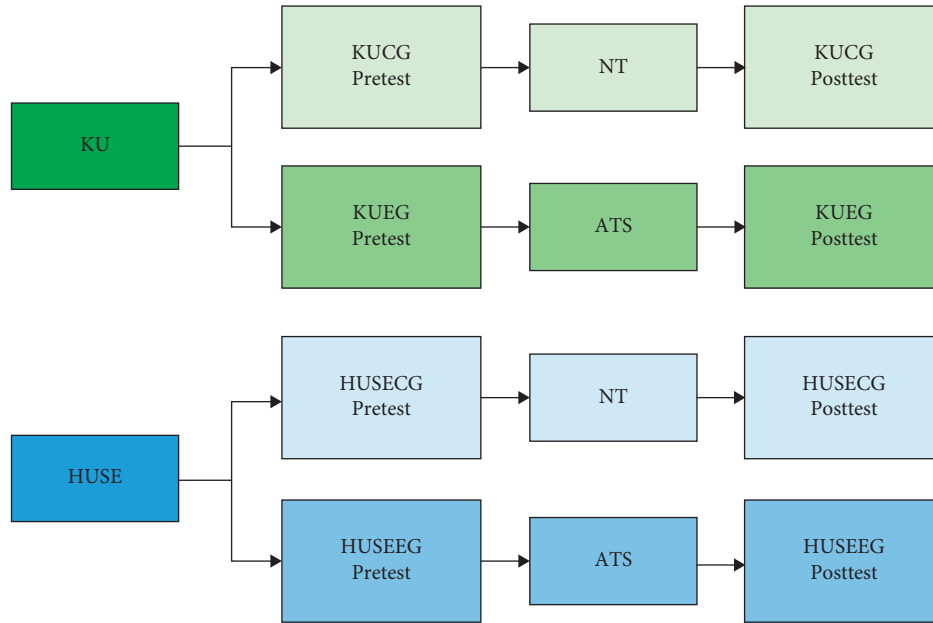 KU
KUCG
Pretest
NT
KUCG
Posttest
KUEG
Pretest
ATS
KUEG
Posttest
HUSE
HUSECG
Pretest
NT
HUSECG
Posttest
HUSEEG
Pretest
ATS
HUSEEG
Posttest